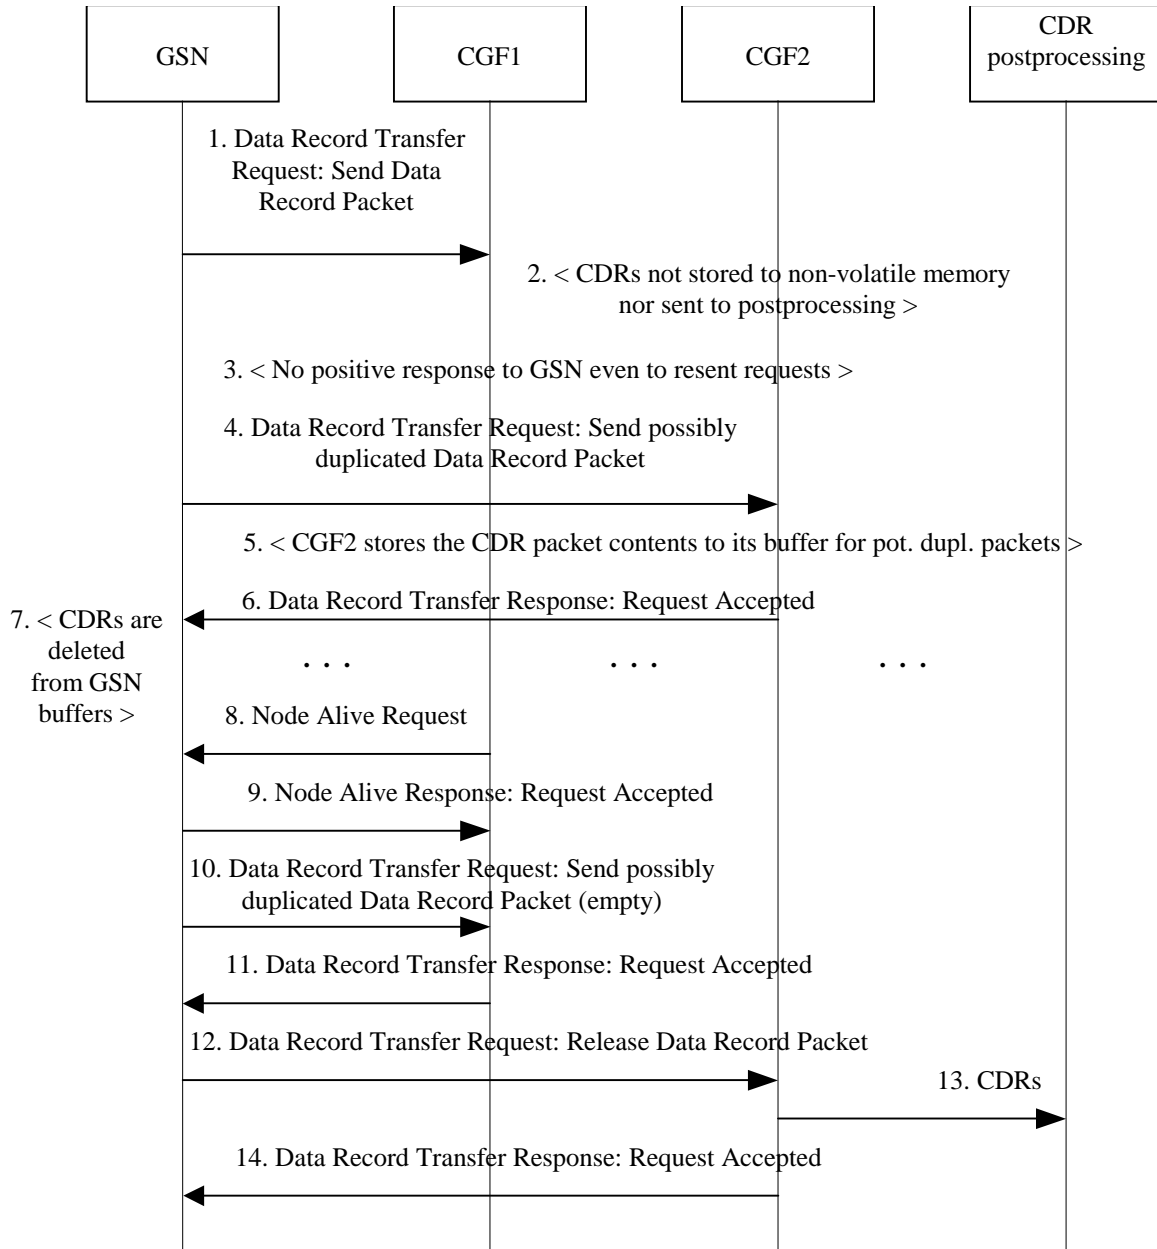 GSN
CGF1
CGF2
CDR
postprocessing
1. Data Record Transfer
Request: Send Data
Record Packet
2. < CDRs not stored to non-volatile memory
nor sent to postprocessing >
3. < No positive response to GSN even to resent requests >
4. Data Record Transfer Request: Send possibly
duplicated Data Record Packet
5. < CGF2 stores the CDR packet contents to its buffer for pot. dupl. packets >
6. Data Record Transfer Response: Request Accepted
7. < CDRs are
deleted
from GSN
buffers >
. . .
. . .
. . .
8. Node Alive Request
9. Node Alive Response: Request Accepted
10. Data Record Transfer Request: Send possibly
duplicated Data Record Packet (empty)
11. Data Record Transfer Response: Request Accepted
12. Data Record Transfer Request: Release Data Record Packet
13. CDRs
14. Data Record Transfer Response: Request Accepted